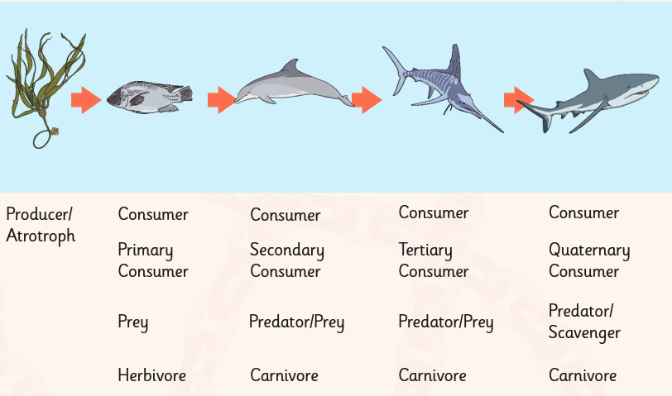 Producer/
Atrotroph
Consumer
Consumer
Consumer
Consumer
Primary
Consumer
Secondary
Consumer
Tertiary
Consumer
Quaternary
Consumer
Prey
Predator/Prey
Predator/Prey
Predator/
Scavenger
Herbivore
Carnivore
Carnivore
Carnivore